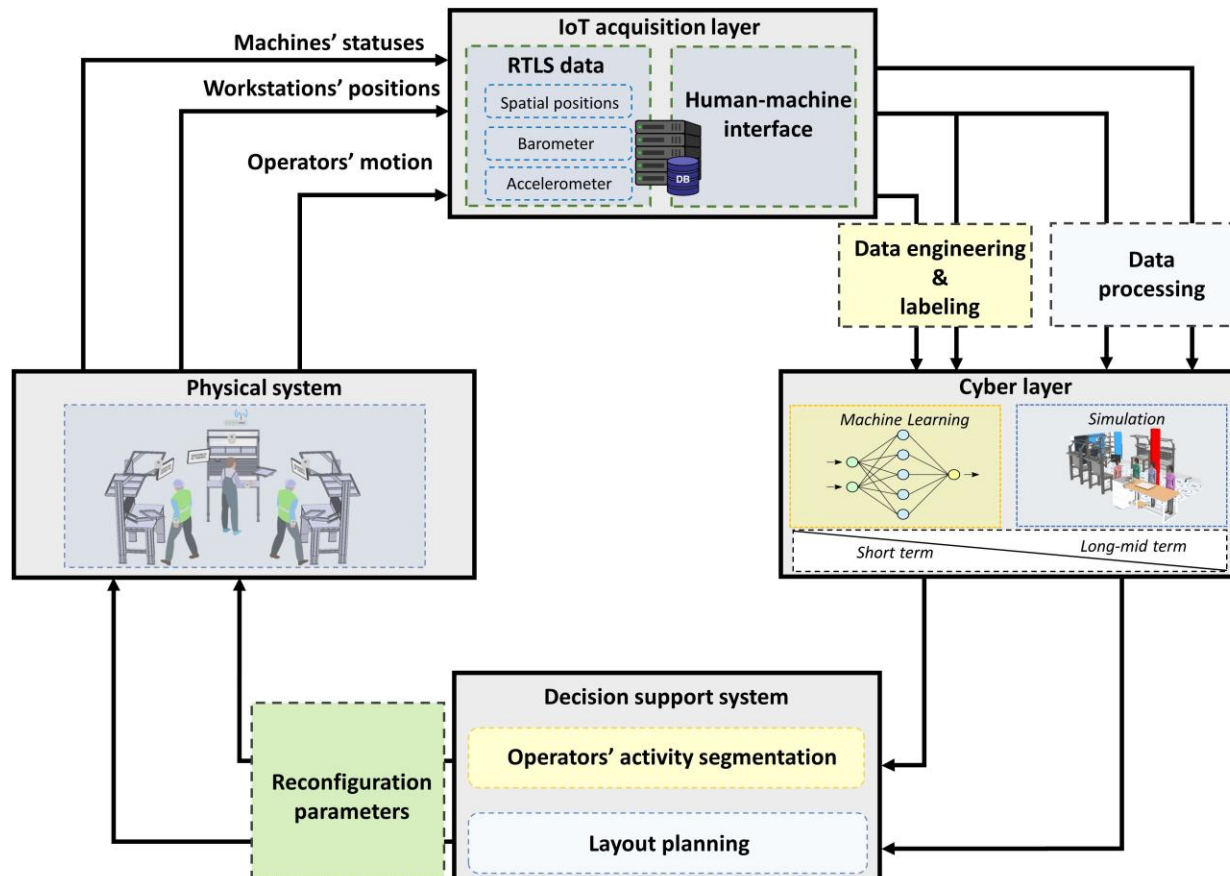 IoT acquisition layer
Machines’ statuses
RTLS data
Workstations’ positions
Spatial positions
Human-machine
interface
Barometer
Operators’ motion
Accelerometer
DB
Data engineering
&
labeling
Data
processing
Physical system
Cyber layer
Machine Learning
Simulation
Short term
Long-mid term
Decision support system
Operators’ activity segmentation
Reconfiguration
parameters
Layout planning